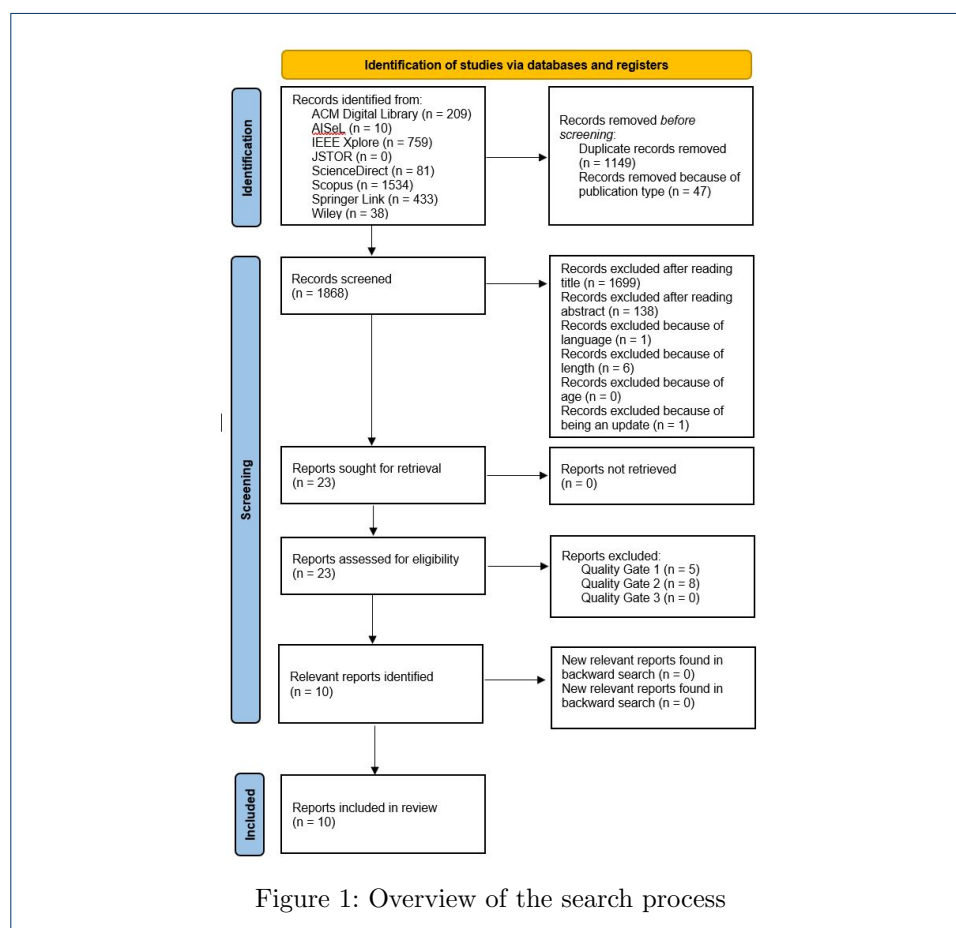 Identification of studies via databases and registers
Identification
Records identified from:
ACM Digital Library (n = 209)
AISeL (n = 10)
IEEE Xplore (n = 759)
JSTOR (n = 0)
ScienceDirect (n = 81)
Scopus (n = 1534)
Springer Link (n = 433)
Wiley (n = 38)
Records removed before
screening:
Duplicate records removed
(n = 1149)
Records removed because of
publication type (n = 47)
Screening
Records screened
(n = 1868)
Records excluded after reading
title (n = 1699)
Records excluded after reading
abstract (n = 138)
Records excluded because of
language (n = 1)
Records excluded because of
length (n = 6)
Records excluded because of
age (n = 0)
Records excluded because of
being an update (n = 1)
Reports sought for retrieval
(n = 23)
Reports not retrieved
(n = 0)
Reports assessed for eligibility
(n = 23)
Reports excluded:
Quality Gate 1 (n = 5)
Quality Gate 2 (n = 8)
Quality Gate 3 (n = 0)
Relevant reports identified
(n = 10)
New relevant reports found in
backward search (n = 0)
New relevant reports found in
backward search (n = 0)
Included
Reports included in review
(n = 10)
Figure 1: Overview of the search process